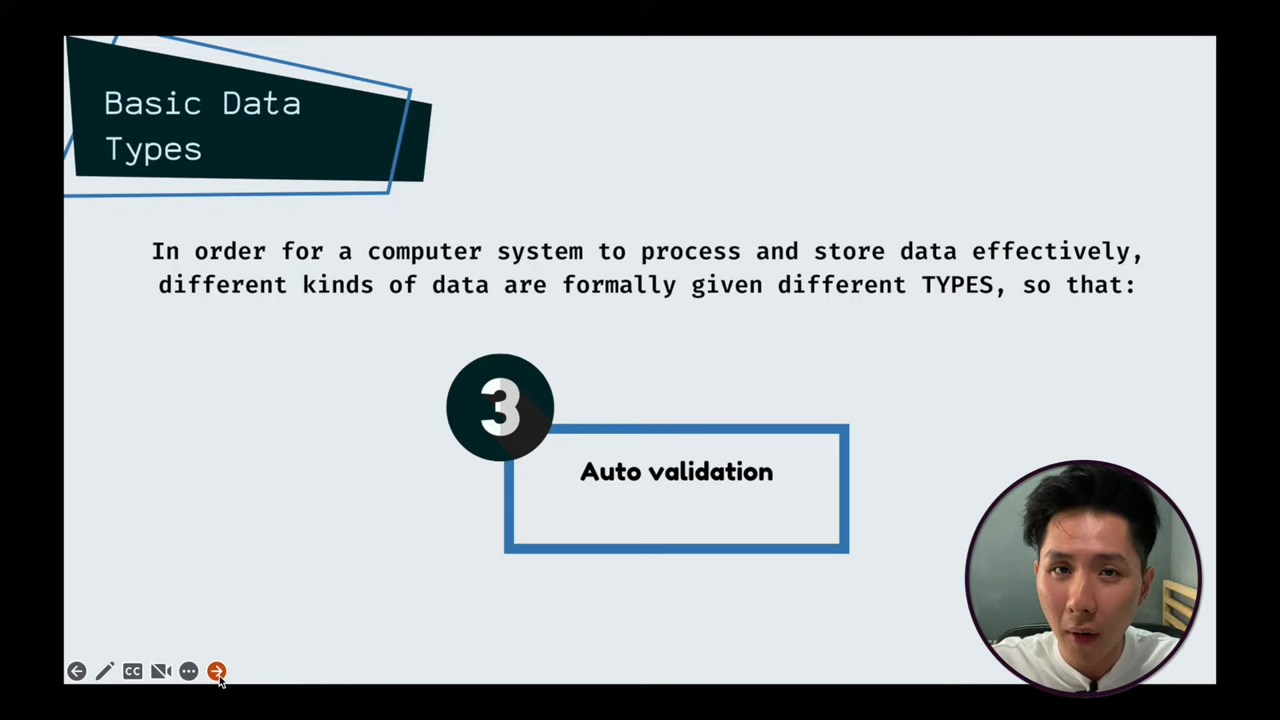 Basic Data
Types
In order for a computer system to process and store data effectively,
different kinds of data are formally given different TYPES, so that:
3
Auto validation
CC